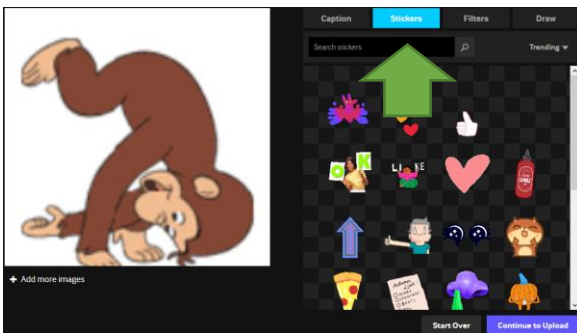 Caption Stickers Filters Draw
Search stickers Trending
OK
LIKE
+ Add more images
Start Over Continue to Upload